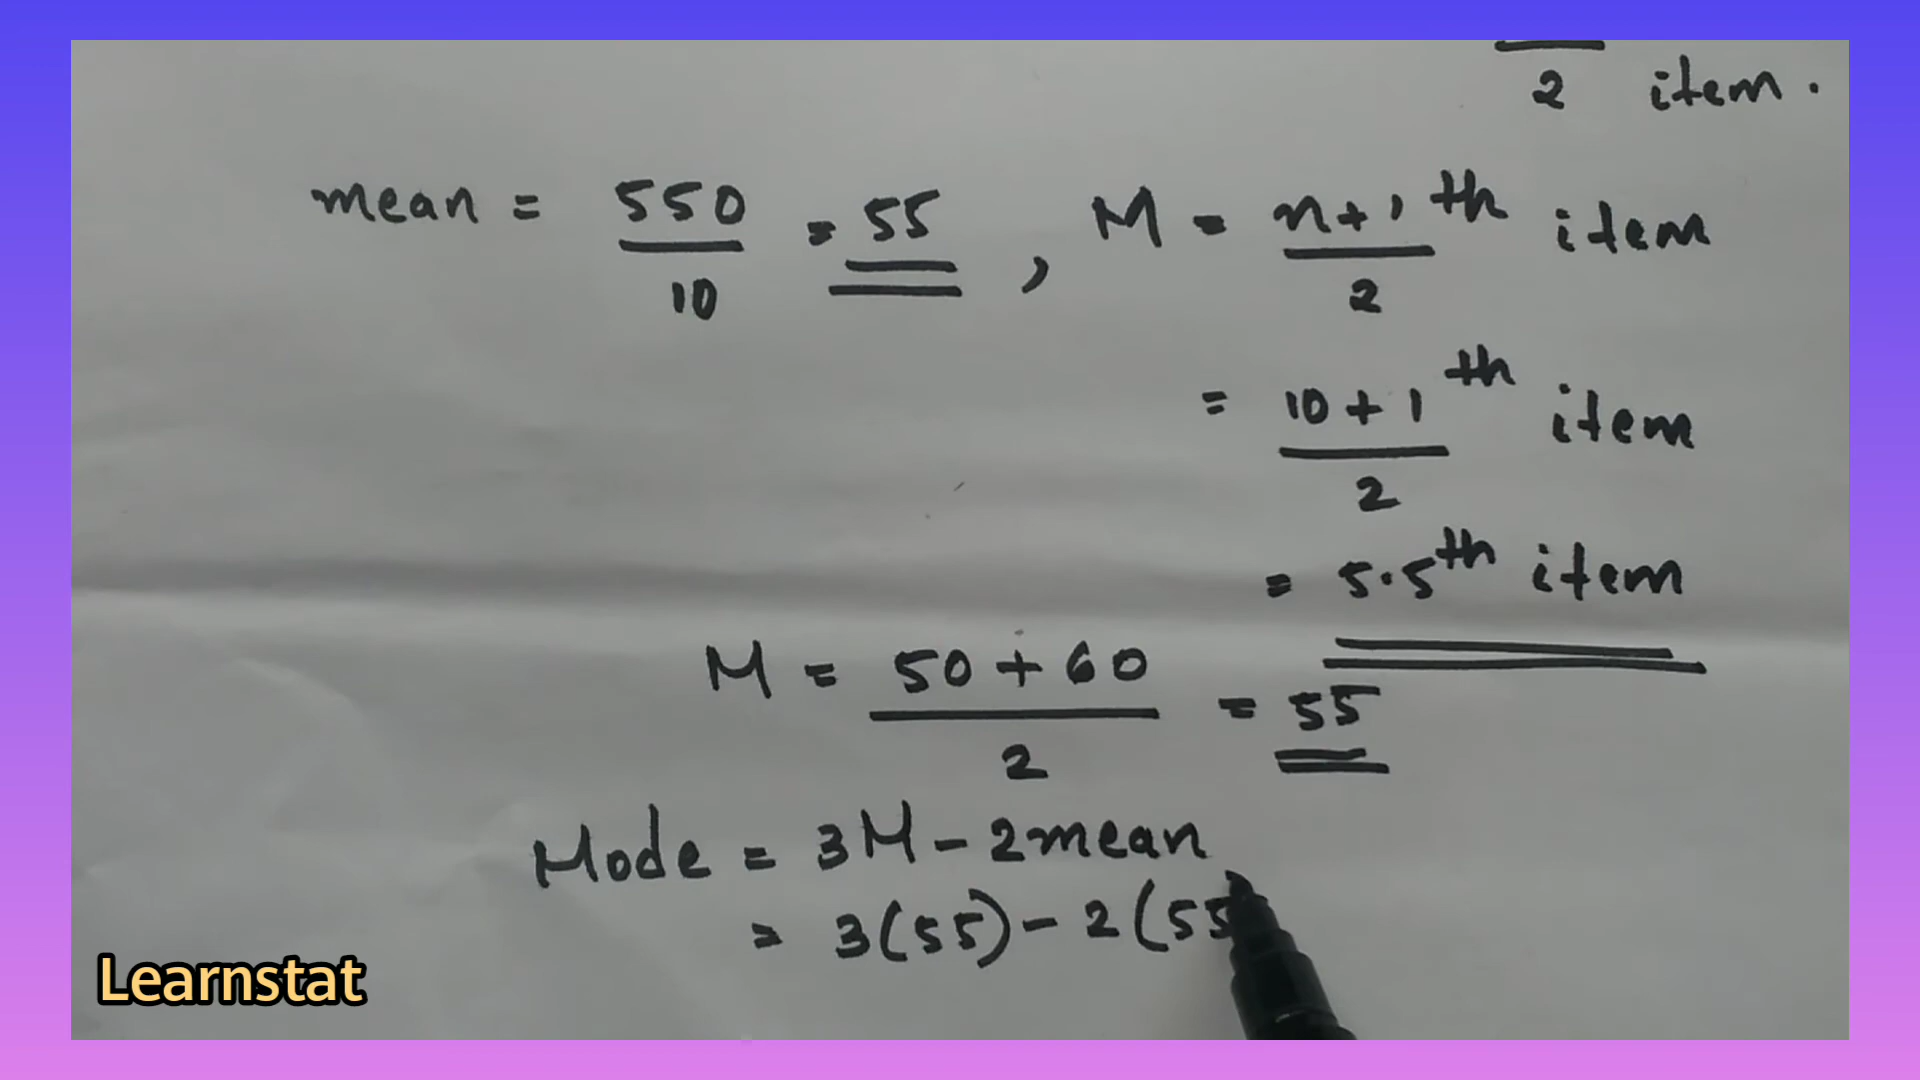 2 item.
mean = 550/10 = 55, M = n+1/2 th item
= 10+1/2 th item
= 5.5th item
M = 50+60/2 = 55
Mode = 3M - 2mean
= 3(55) - 2(55
Learnstat